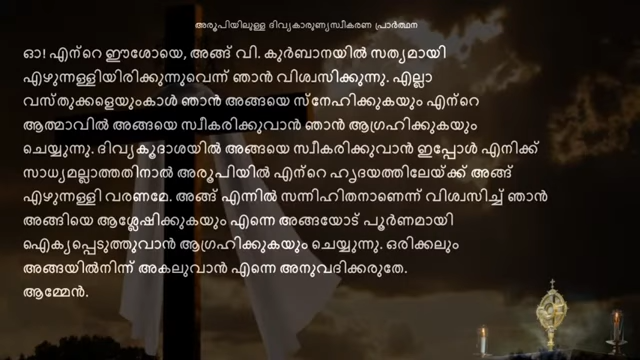 അരൂപിയിലുള്ള ദിവ്യകാരുണ്യസ്വീകരണ പ്രാർത്ഥന
ഓ! എന്റെ ഈശോയെ, അങ്ങ് വി. കുർബാനയിൽ സത്യമായി
എഴുന്നള്ളിയിരിക്കുന്നുവെന്ന് ഞാൻ വിശ്വസിക്കുന്നു. എല്ലാ
വസ്തുക്കളെയുംകാൾ ഞാൻ അങ്ങയെ സ്നേഹിക്കുകയും എന്റെ
ആത്മാവിൽ അങ്ങയെ സ്വീകരിക്കുവാൻ ഞാൻ ആഗ്രഹിക്കുകയും
ചെയ്യുന്നു. ദിവ്യകൂദാശയിൽ അങ്ങയെ സ്വീകരിക്കുവാൻ ഇപ്പോൾ എനിക്ക്
സാധ്യമല്ലാത്തതിനാൽ അരൂപിയിൽ എന്റെ ഹൃദയത്തിലേയ്ക്ക് അങ്ങ്
എഴുന്നള്ളി വരണമേ. അങ്ങ് എന്നിൽ സന്നിഹിതനാണെന്ന് വിശ്വസിച്ച് ഞാൻ
അങ്ങിയെ ആശ്ലേഷിക്കുകയും എന്നെ അങ്ങയോട് പൂർണമായി
ഐക്യപ്പെടുത്തുവാൻ ആഗ്രഹിക്കുകയും ചെയ്യുന്നു. ഒരിക്കലും
അങ്ങയിൽനിന്ന് അകലുവാൻ എന്നെ അനുവദിക്കരുതേ.
ആമ്മേൻ.